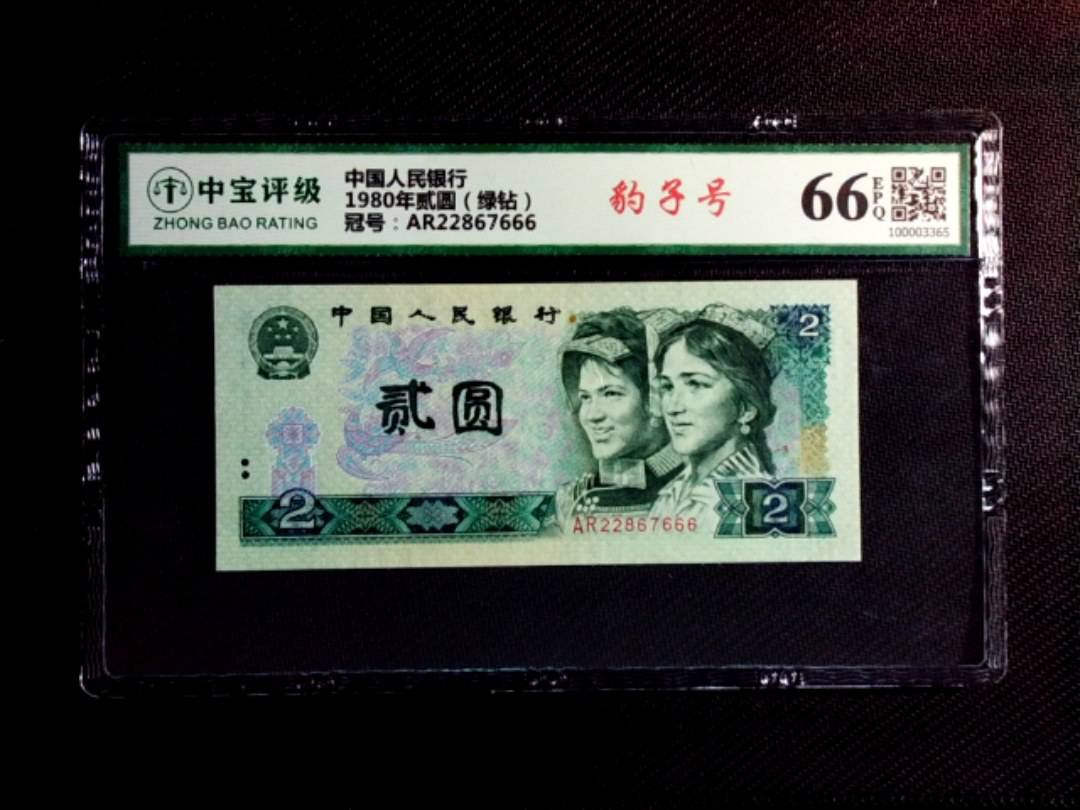 中宝评级
ZHONG BAO RATING
中国人民银行
1980年贰圆（绿钻）
冠号：AR22867666
豹子号
66
EPQ
100003365
中国人民银行
2
贰圆
2
AR22867666
2